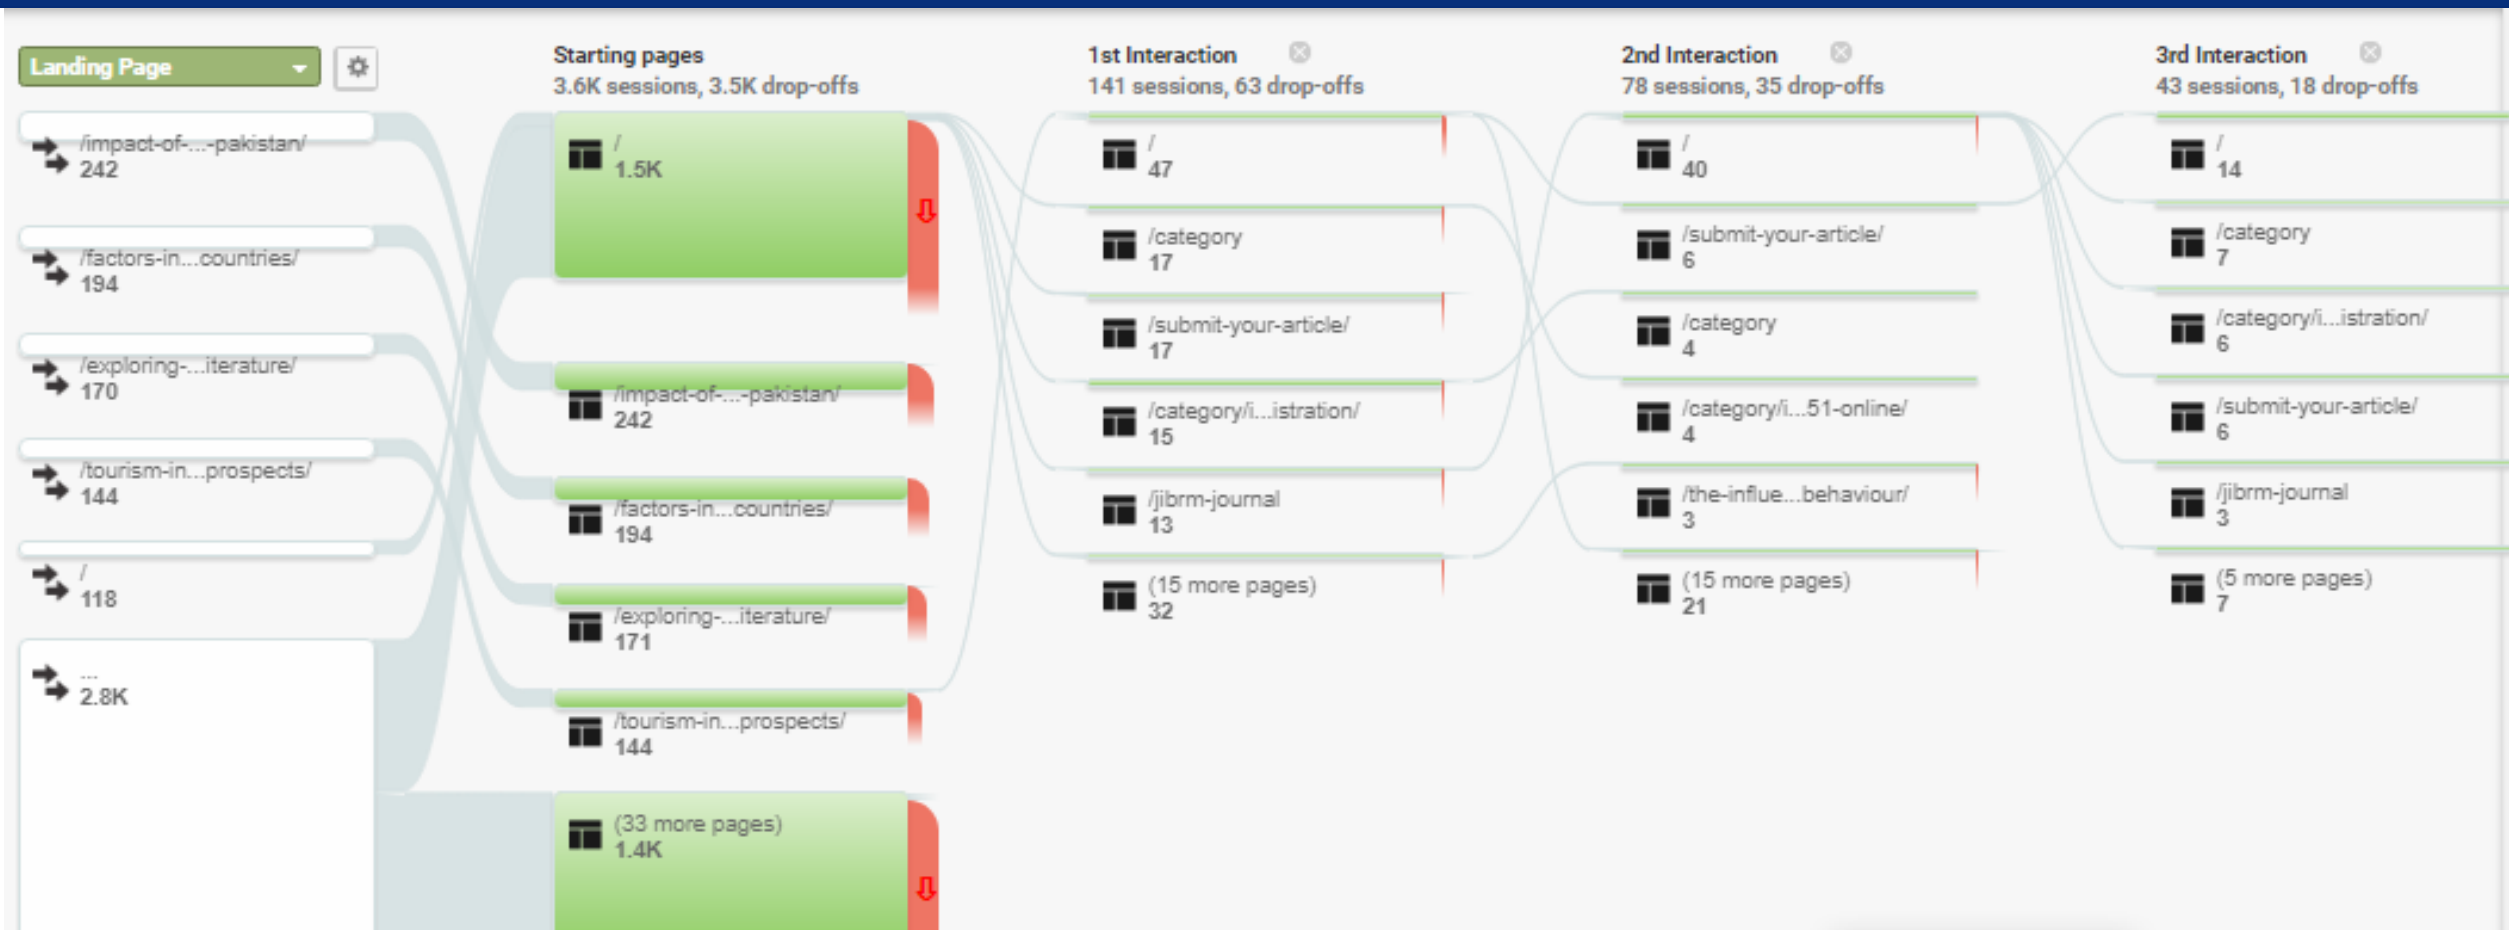 Landing Page
/impact-of-...-pakistan/
242
/factors-in...countries/
194
/exploring-...iterature/
170
/tourism-in...prospects/
144
/
118
...
2.8K
Starting pages
3.6K sessions, 3.5K drop-offs
/
1.5K
/impact-of-...-pakistan/
242
/factors-in...countries/
194
/exploring-...iterature/
171
/tourism-in...prospects/
144
(33 more pages)
1.4K
1st Interaction
141 sessions, 63 drop-offs
/
47
/category
17
/submit-your-article/
17
/category/i...istration/
15
/jibrm-journal
13
(15 more pages)
32
2nd Interaction
78 sessions, 35 drop-offs
/
40
/submit-your-article/
6
/category
4
/category/i...51-online/
4
/the-influe...behaviour/
3
(15 more pages)
21
3rd Interaction
43 sessions, 18 drop-offs
/
14
/category
7
/category/i...istration/
6
/submit-your-article/
6
/jibrm-journal
3
(5 more pages)
7